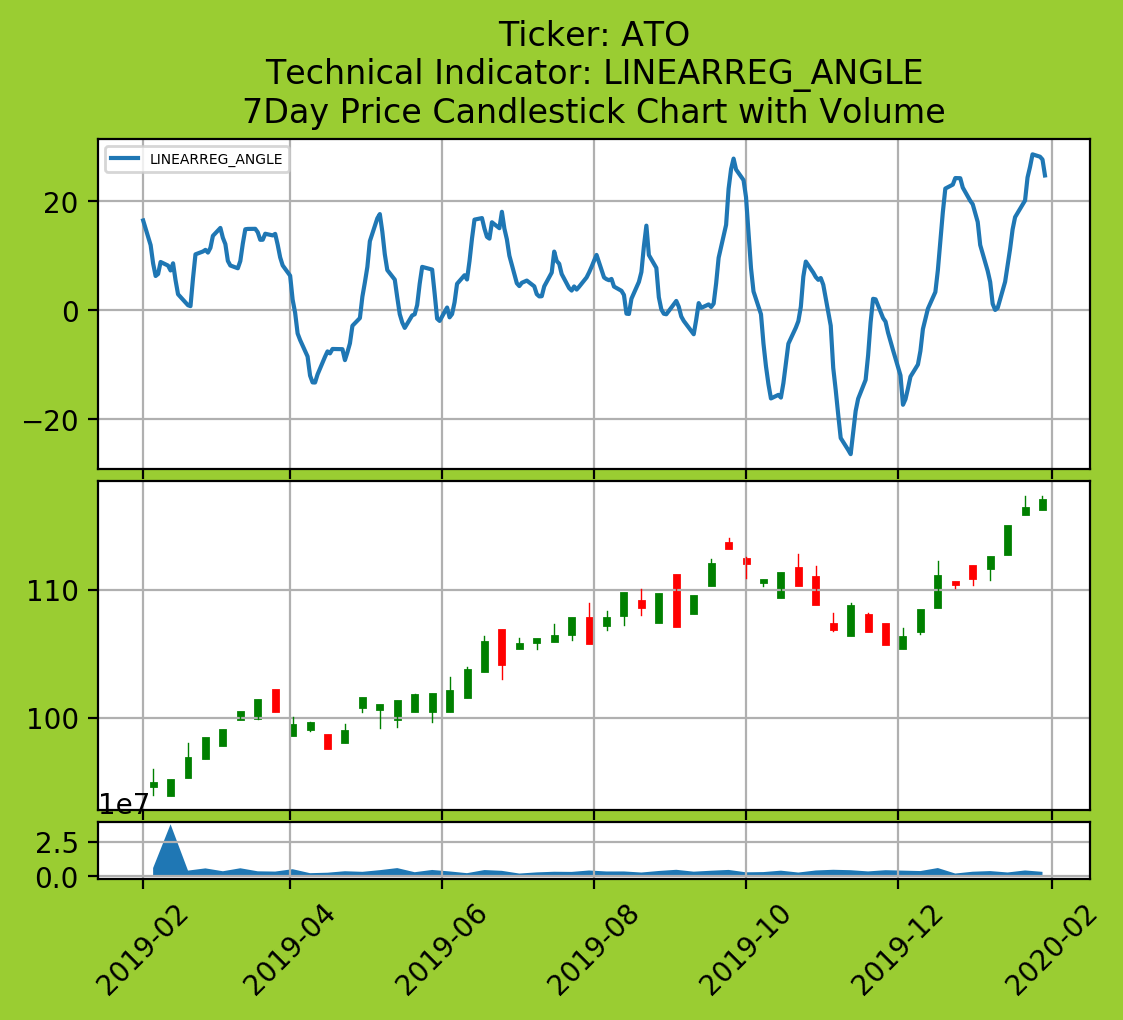 Ticker: ATO
Technical Indicator: LINEARREG_ANGLE
7Day Price Candlestick Chart with Volume
LINEARREG_ANGLE
20
0
−20
110
100
1e7
2.5
0.0
2019-02
2019-04
2019-06
2019-08
2019-10
2019-12
2020-02